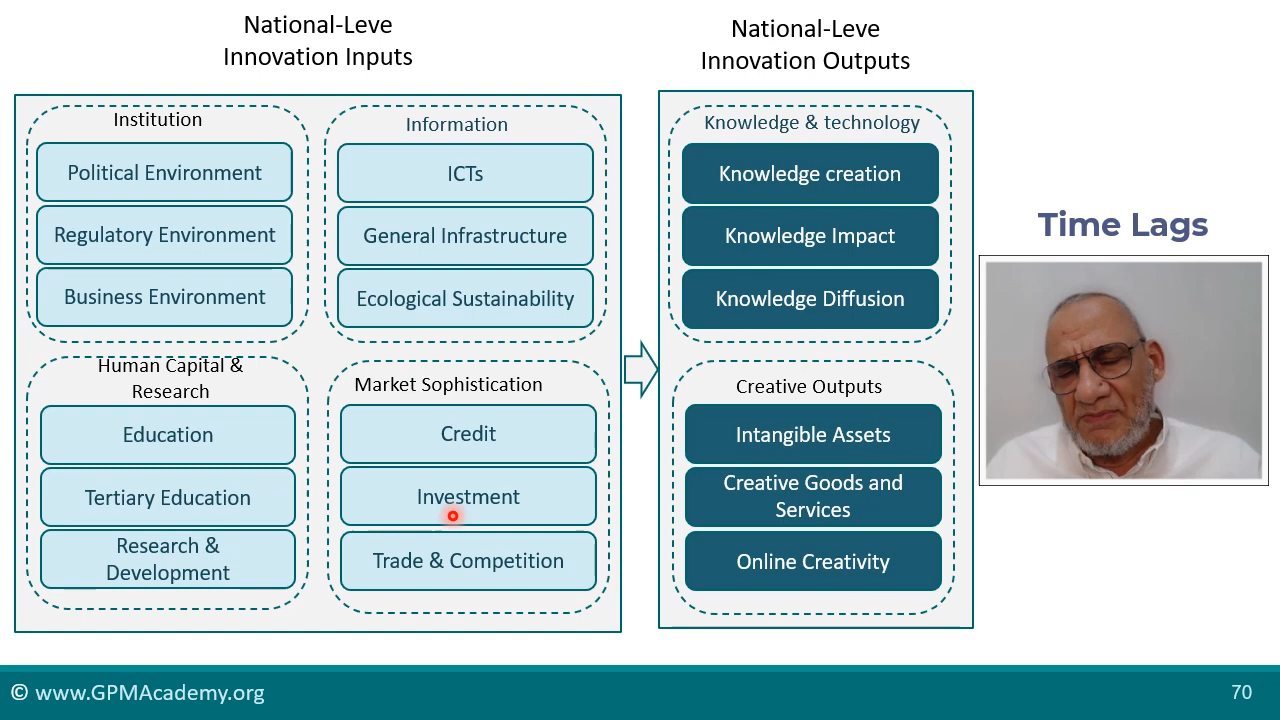 National-Leve
Innovation Inputs
Institution
Political Environment
Regulatory Environment
Business Environment
Information
ICTs
General Infrastructure
Ecological Sustainability
Human Capital &
Research
Education
Tertiary Education
Research &
Development
Market Sophistication
Credit
Investment
Trade & Competition
National-Leve
Innovation Outputs
Knowledge & technology
Knowledge creation
Knowledge Impact
Knowledge Diffusion
Creative Outputs
Intangible Assets
Creative Goods and
Services
Online Creativity
Time Lags
© www.GPMAcademy.org
70